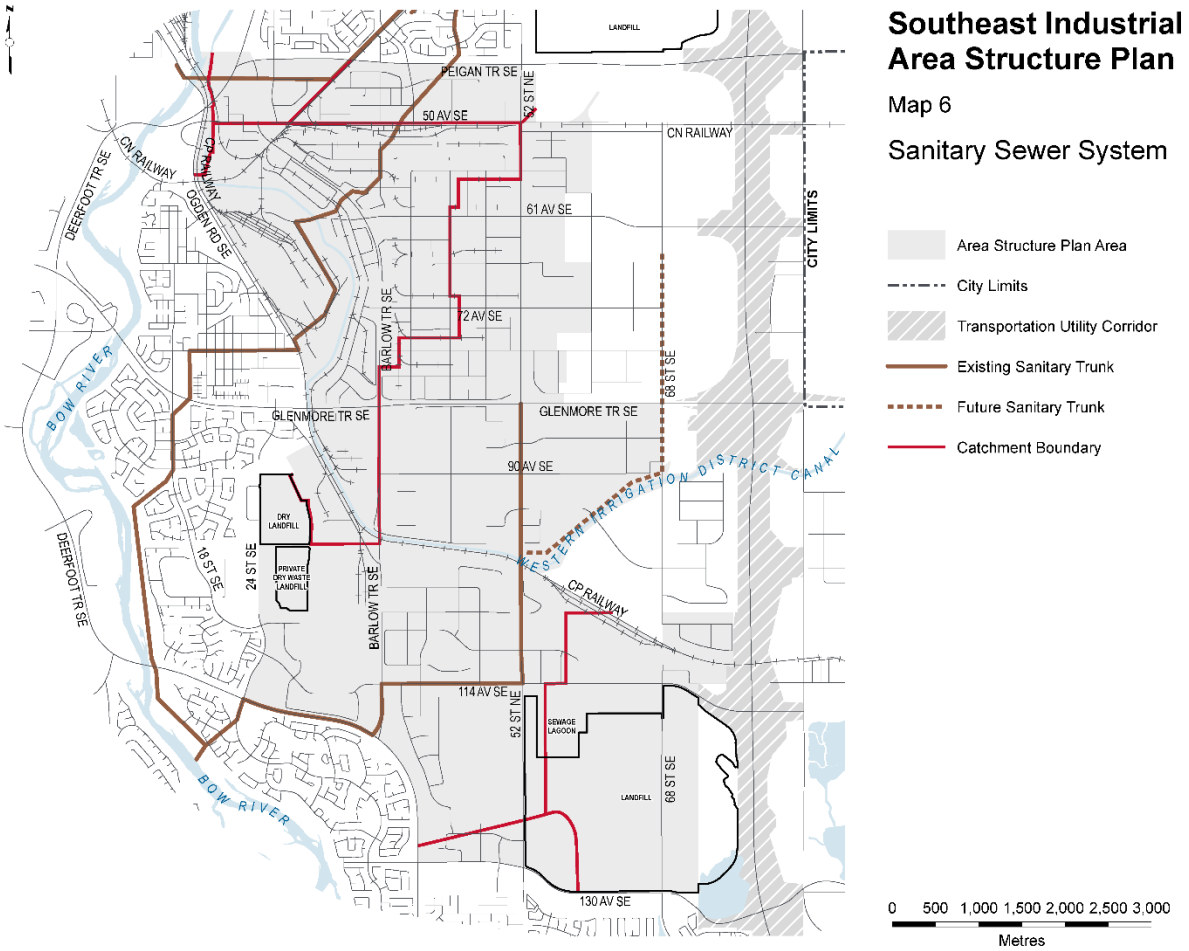 Southeast Industrial
Area Structure Plan
Map 6
Sanitary Sewer System
Area Structure Plan Area
City Limits
Transportation Utility Corridor
Existing Sanitary Trunk
Future Sanitary Trunk
Catchment Boundary
0 500 1,000 1,500 2,000 2,500 3,000
Metres
N
LANDFILL
PEIGAN TR SE
52 ST NE
50 AV SE
CN RAILWAY
CN RAILWAY
CP RAILWAY
DEERFOOT TR SE
OGDEN RD SE
61 AV SE
CITY LIMITS
BARLOW TR SE
72 AV SE
68 ST SE
BOW RIVER
GLENMORE TR SE
GLENMORE TR SE
90 AV SE
WESTERN IRRIGATION DISTRICT CANAL
DRY
LANDFILL
PRIVATE
DRY WASTE
LANDFILL
24 ST SE
18 ST SE
DEERFOOT TR SE
BARLOW TR SE
CP RAILWAY
114 AV SE
52 ST NE
SEWAGE
LAGOON
68 ST SE
LANDFILL
BOW RIVER
130 AV SE